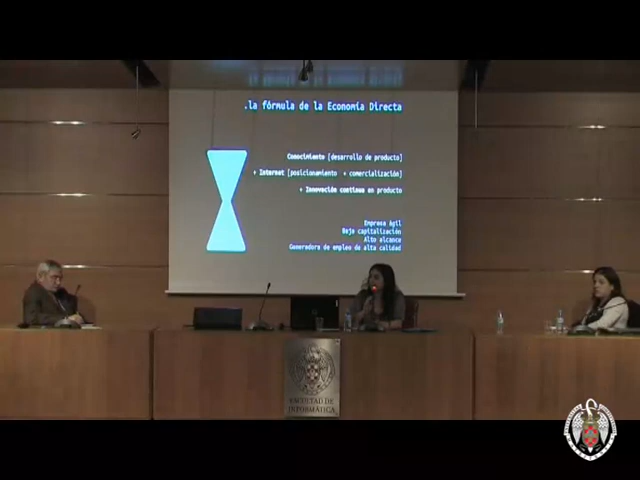 .la fórmula de la Economía Directa
Conocimiento [desarrollo de producto]
+ Internet [posicionamiento + comercialización]
+ Innovación continua en producto
Empresa ágil
Baja capitalización
Alto alcance
Generadora de empleo de alta calidad
FACULTAD DE
INFORMÁTICA